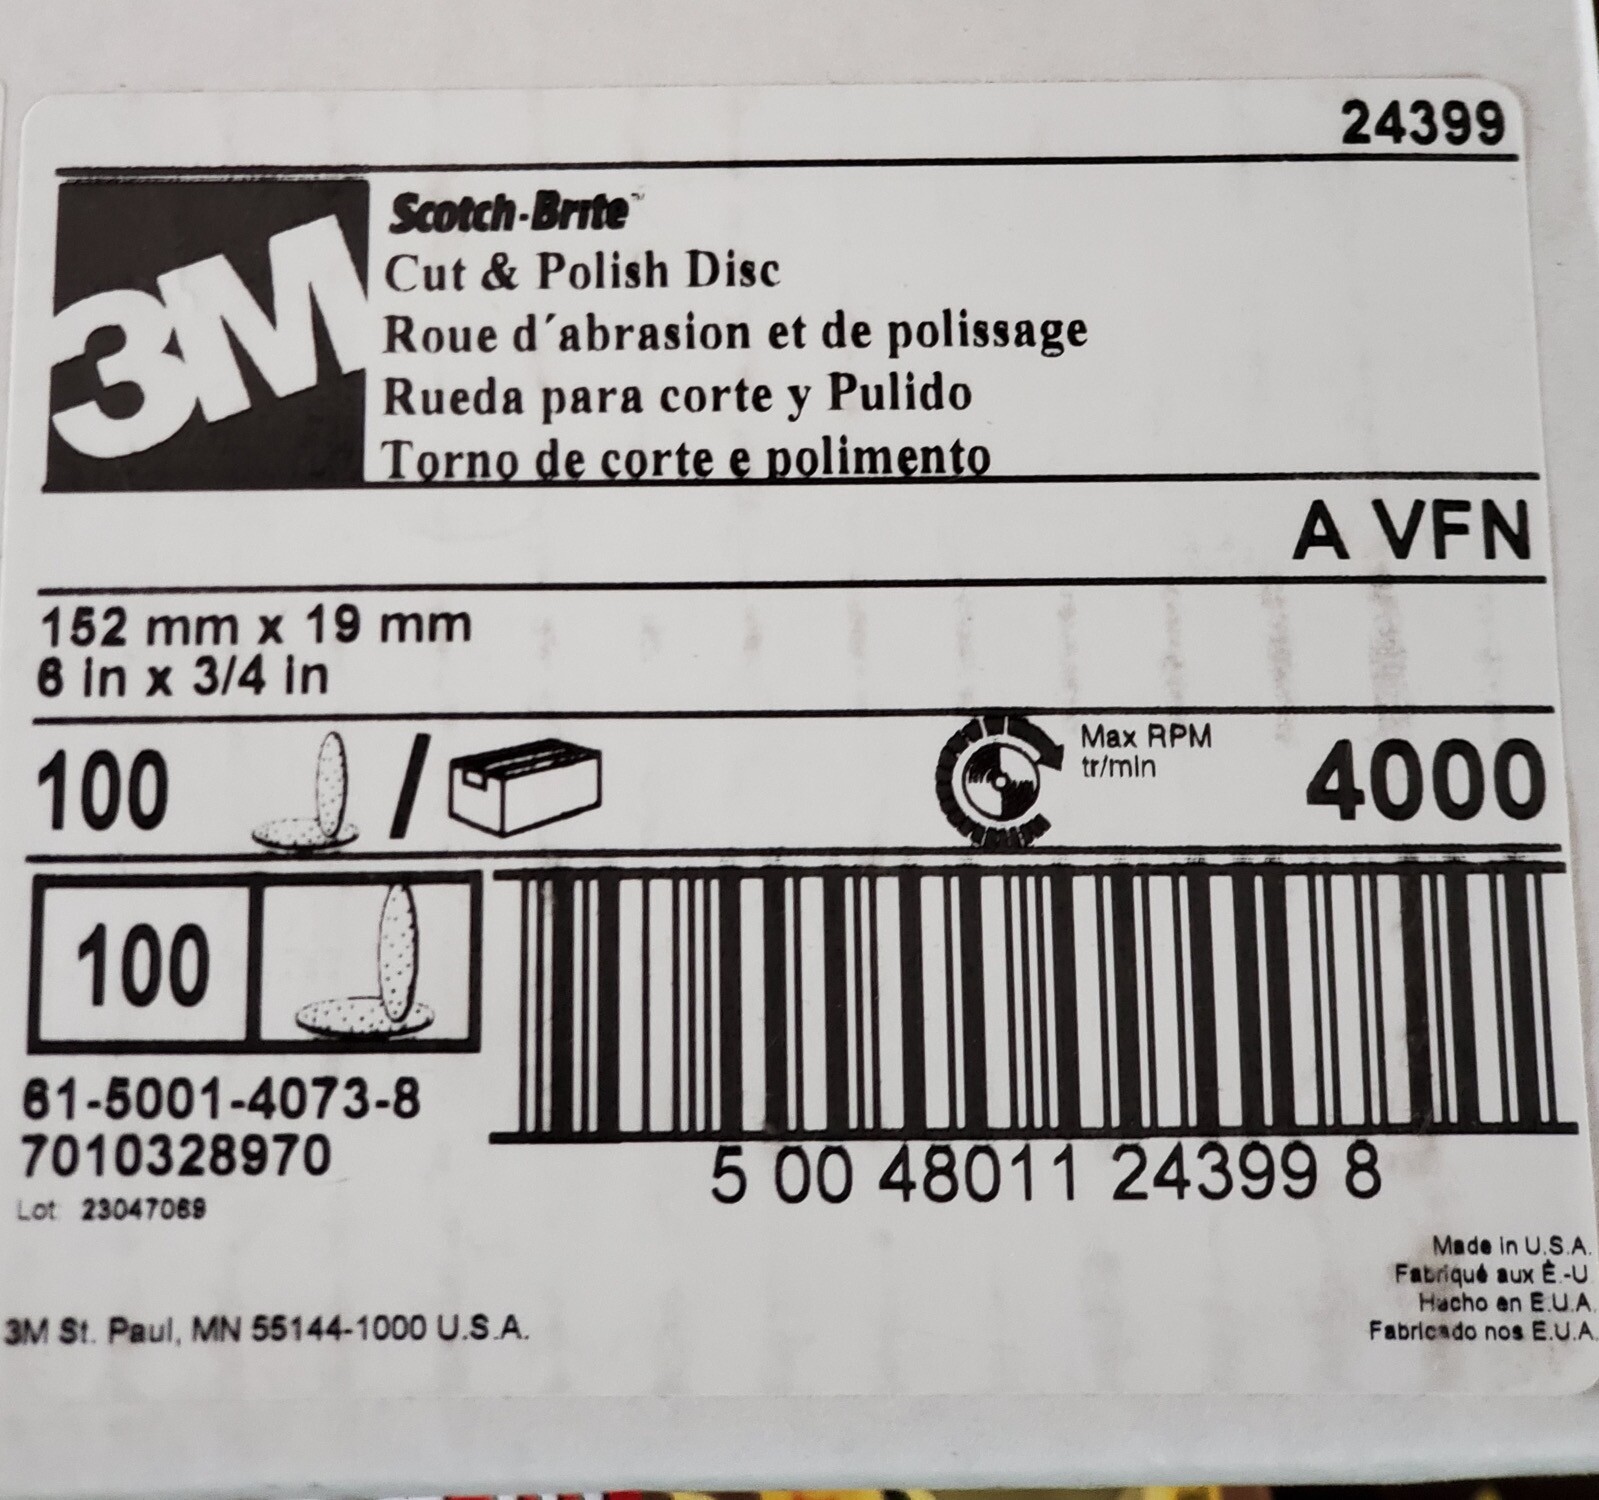 24399
3M
Scotch-Brite™
Cut & Polish Disc
Roue d´abrasion et de polissage
Rueda para corte y Pulido
Torno de corte e polimento
A VFN
152 mm x 19 mm
6 in x 3/4 in
100 /
Max RPM
tr/min
4000
100
61-5001-4073-8
7010328970
Lot: 23047069
5 00 48011 24399 8
Made in U.S.A.
Fabriqué aux É.-U.
Hecho en E.U.A.
Fabricado nos E.U.A.
3M St. Paul, MN 55144-1000 U.S.A.